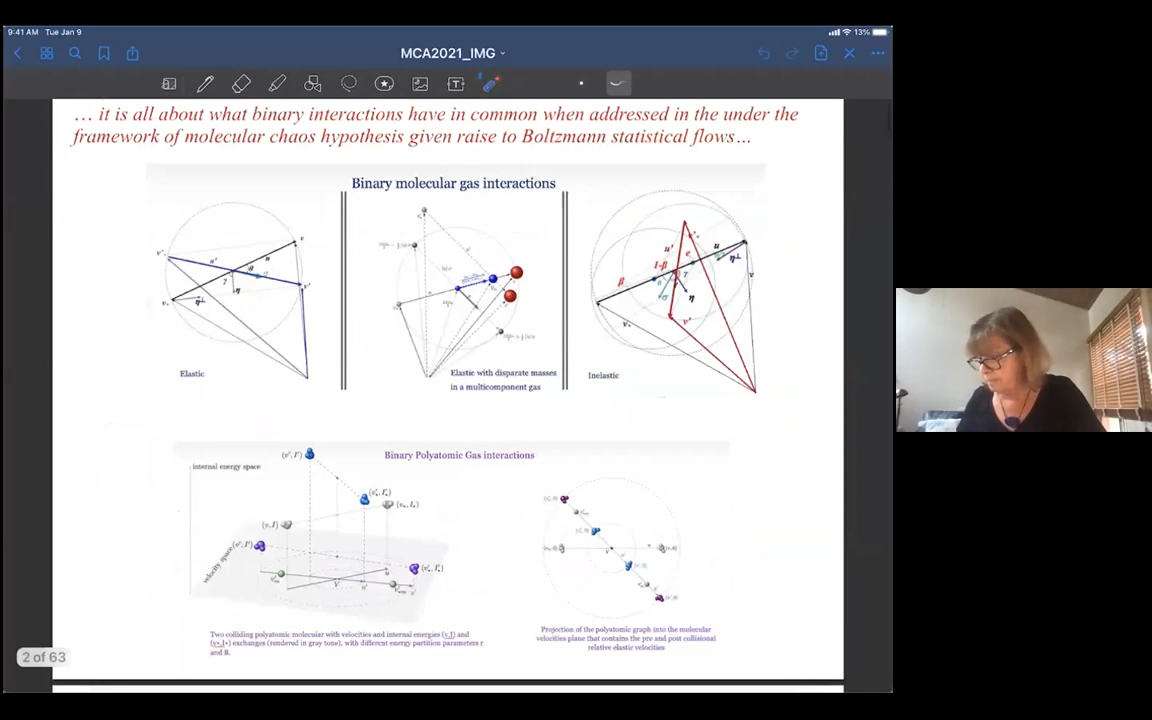 9:41 AM Tue Jan 9
13%
MCA2021_IMG
… it is all about what binary interactions have in common when addressed in the under the
framework of molecular chaos hypothesis given raise to Boltzmann statistical flows…
Binary molecular gas interactions
Elastic
Elastic with disparate masses
in a multicomponent gas
Inelastic
Binary Polyatomic Gas interactions
internal energy space
velocity space
Two colliding polyatomic molecular with velocities and internal energies (v,I) and
(v*,I*) exchanges (rendered in gray tone), with different energy partition parameters r
and R.
Projection of the polyatomic graph into the molecular
velocities plane that contains the pre and post collisional
relative elastic velocities
2 of 63